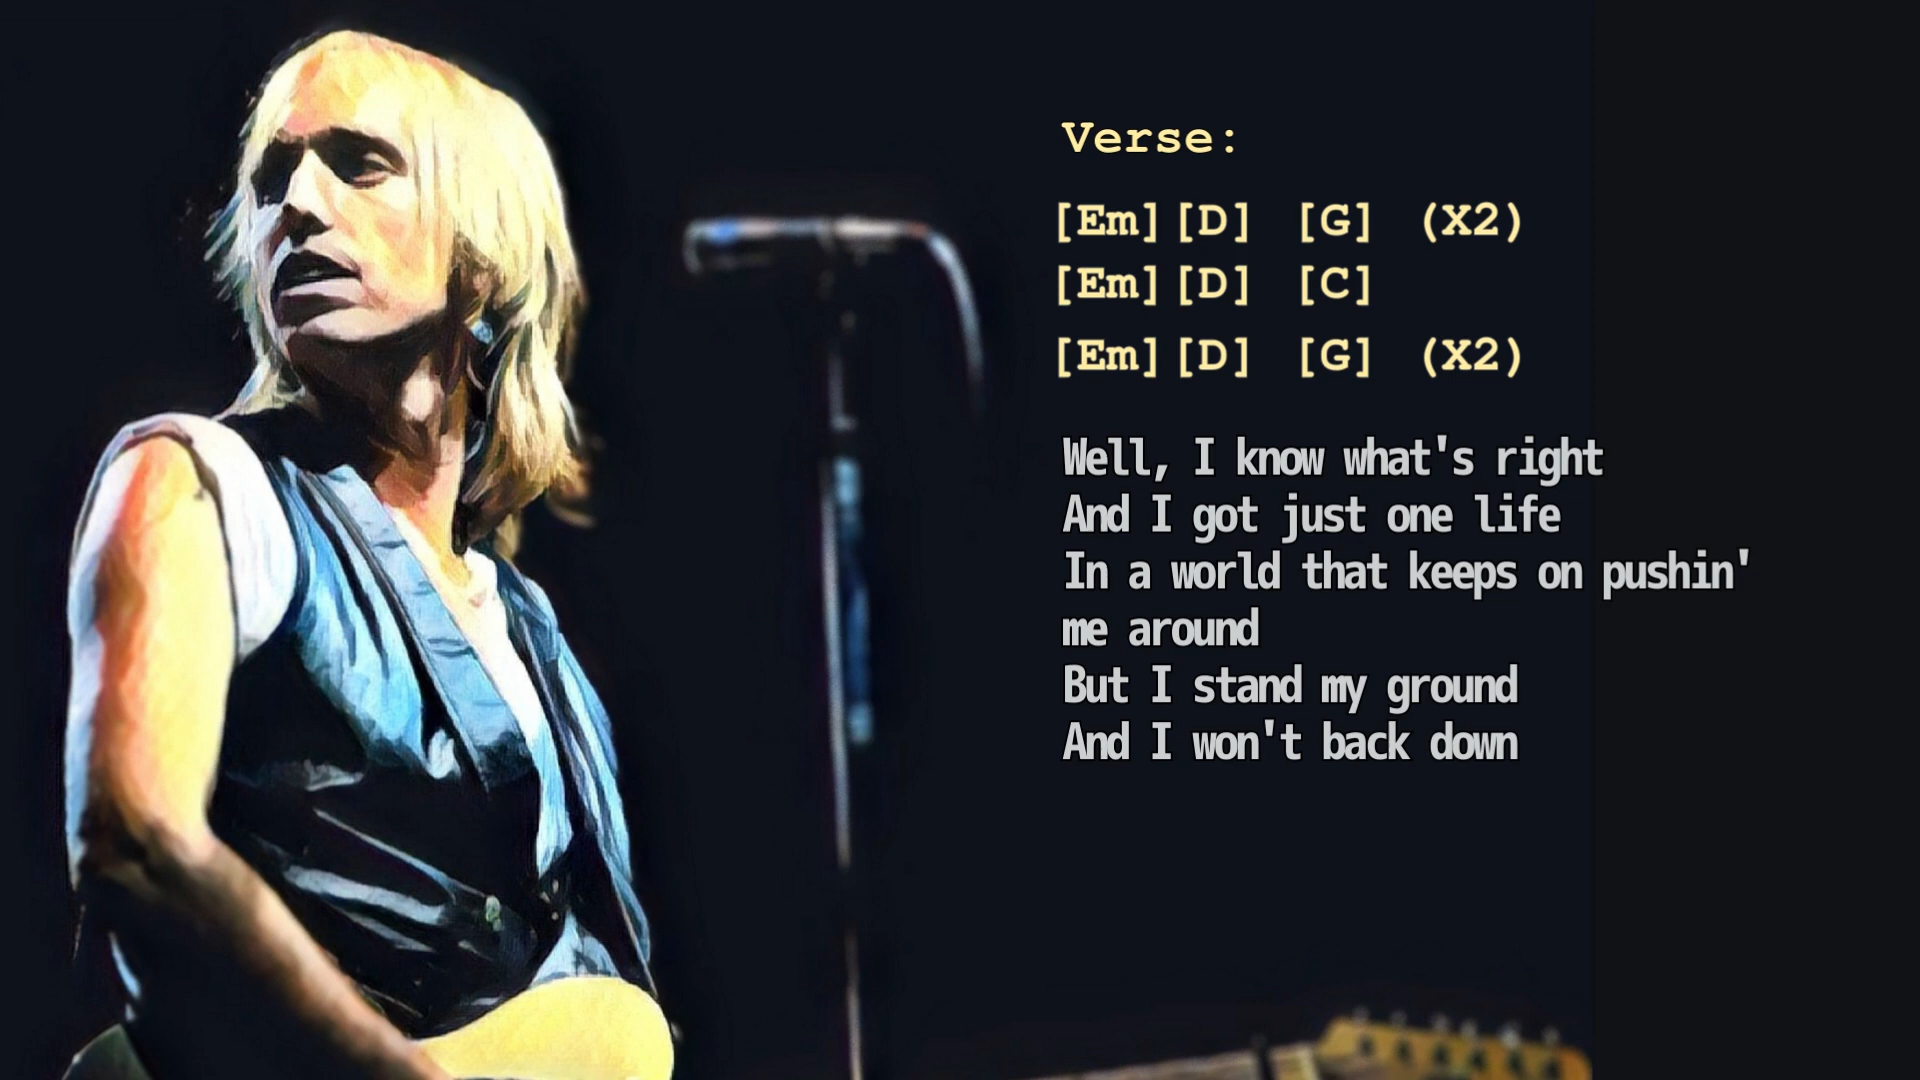 Verse:
[Em][D] [G] (X2)
[Em][D] [C]
[Em][D] [G] (X2)
Well, I know what's right
And I got just one life
In a world that keeps on pushin'
me around
But I stand my ground
And I won't back down